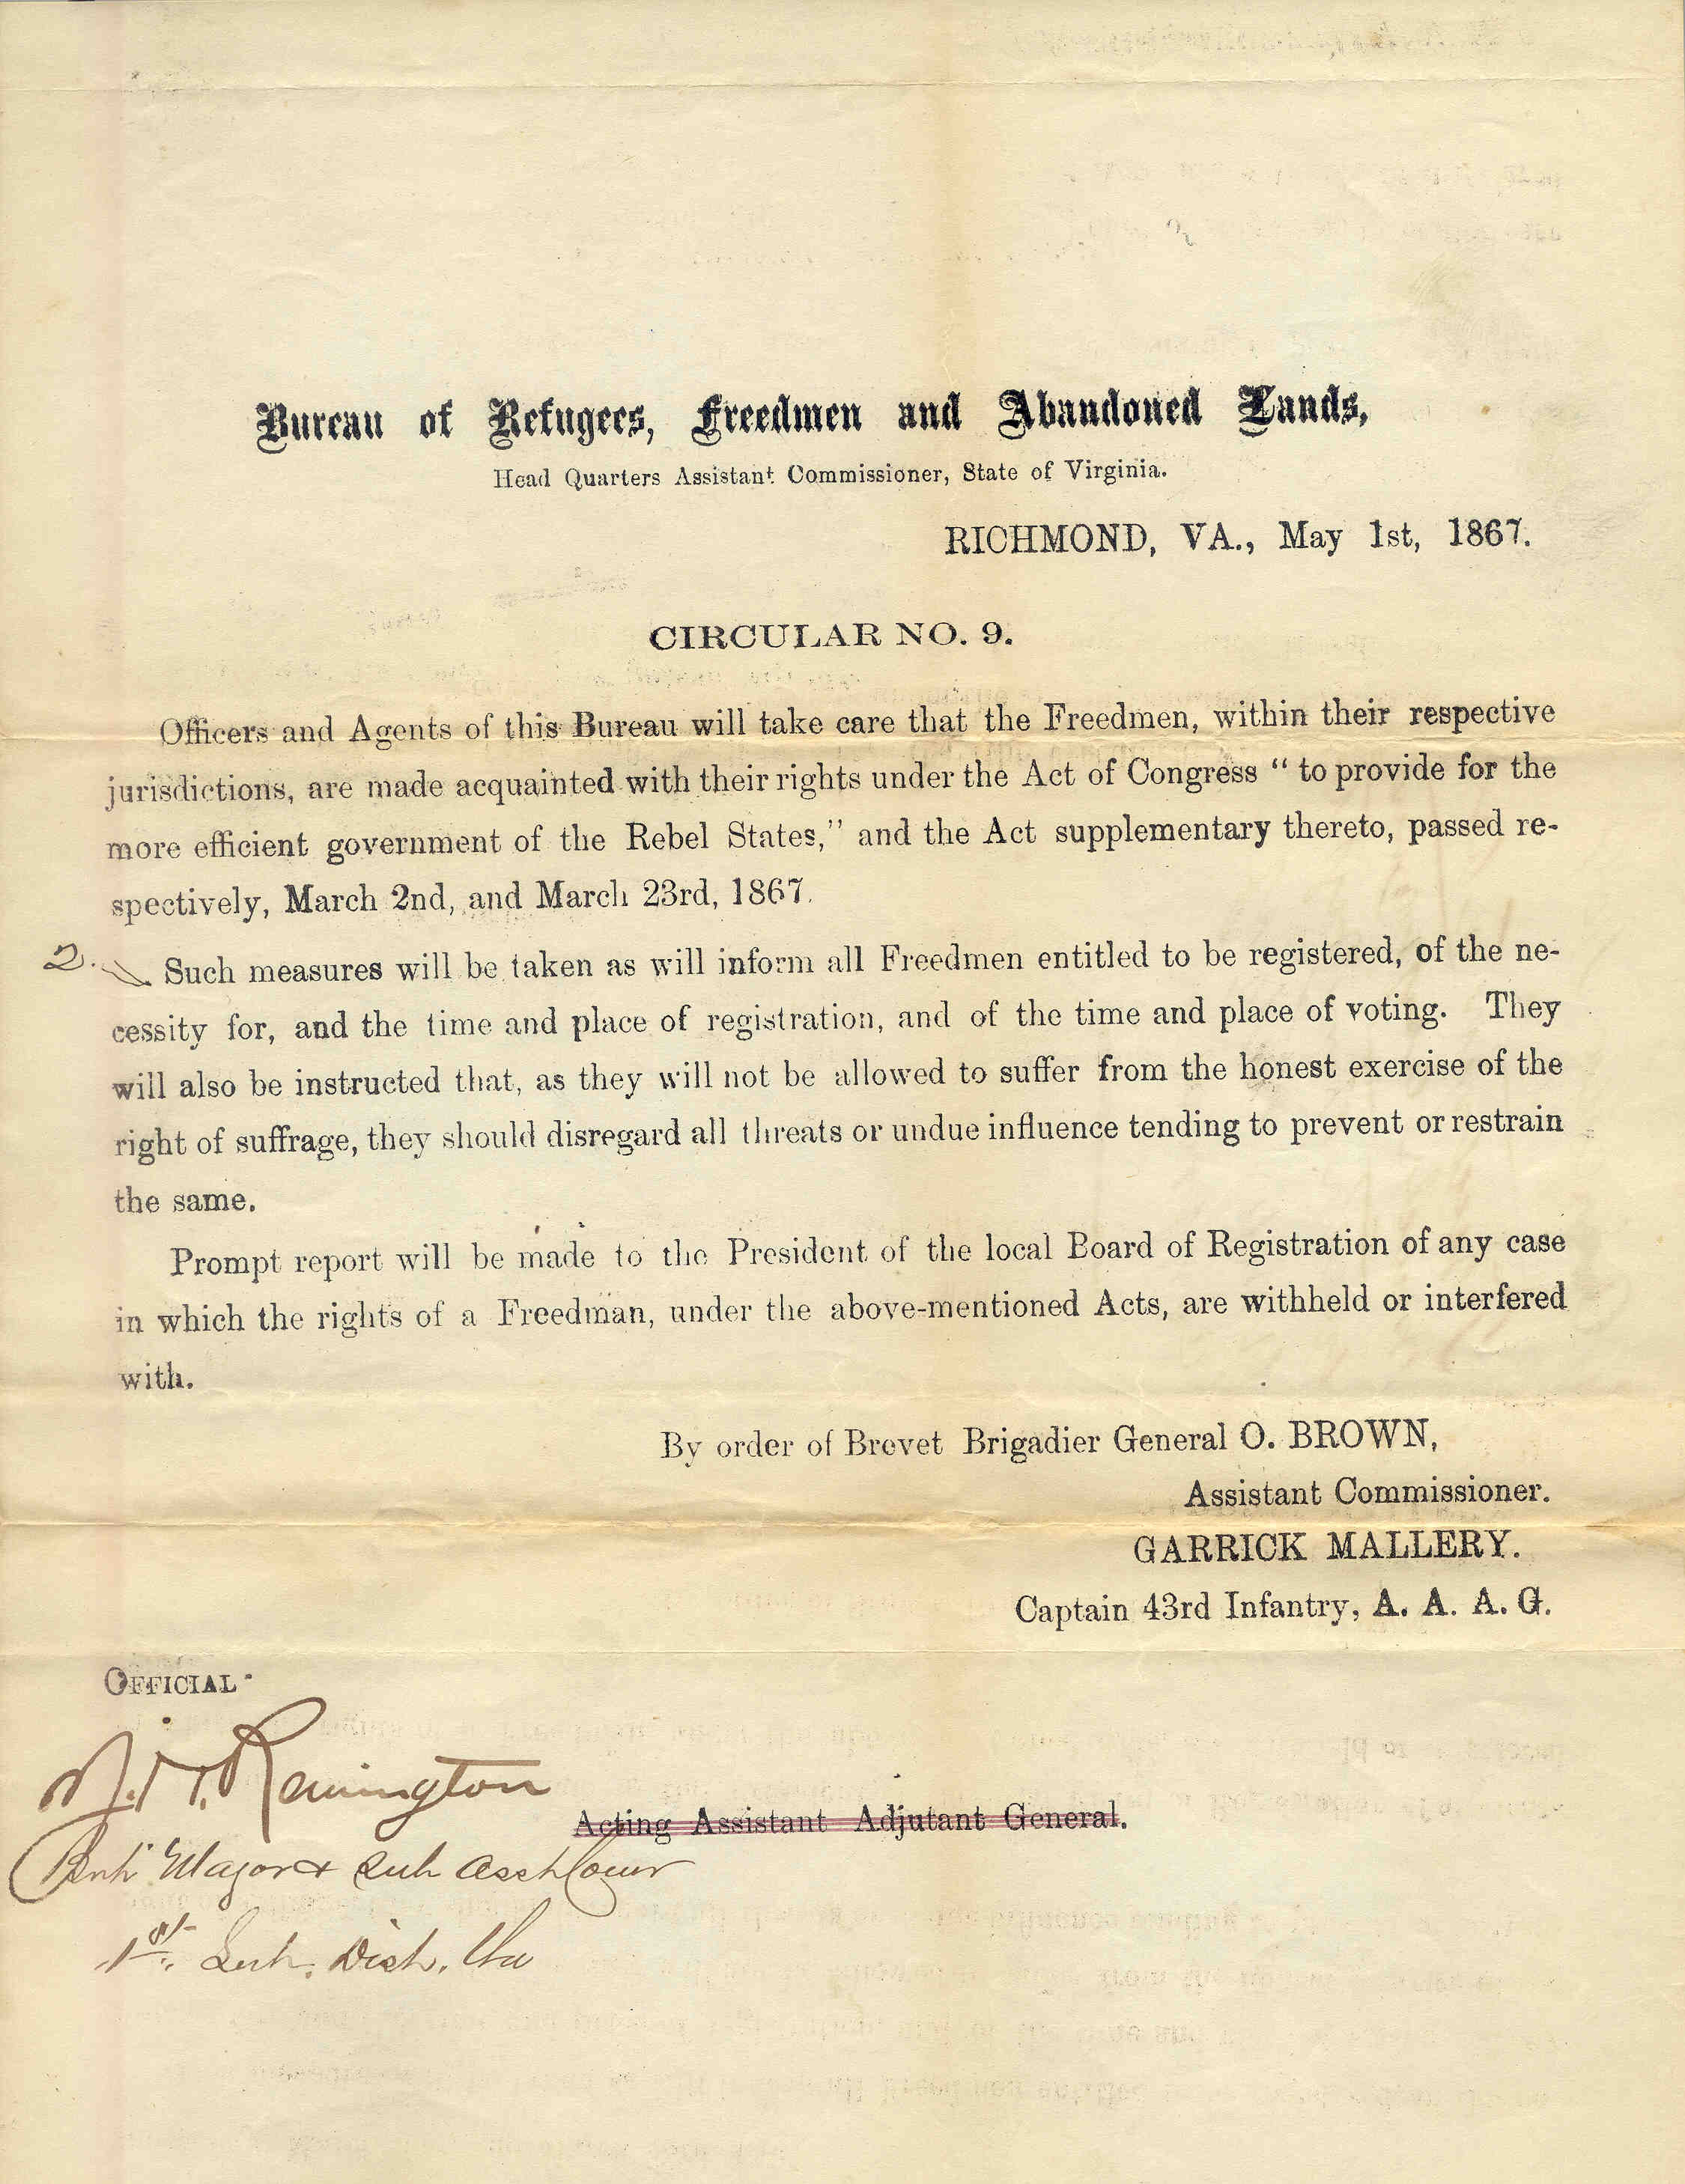 Bureau of Refugees, Freedmen and Abandoned Lands,
Head Quarters Assistant Commissioner, State of Virginia.
RICHMOND, VA., May 1st, 1867.
CIRCULAR NO. 9.
Officers and Agents of this Bureau will take care that the Freedmen, within their respective
jurisdictions, are made acquainted with their rights under the Act of Congress “ to provide for the
more efficient government of the Rebel States,” and the Act supplementary thereto, passed re-
spectively, March 2nd, and March 23rd, 1867.
2. Such measures will be taken as will inform all Freedmen entitled to be registered, of the ne-
cessity for, and the time and place of registration, and of the time and place of voting. They
will also be instructed that, as they will not be allowed to suffer from the honest exercise of the
right of suffrage, they should disregard all threats or undue influence tending to prevent or restrain
the same.
Prompt report will be made to the President of the local Board of Registration of any case
in which the rights of a Freedman, under the above-mentioned Acts, are withheld or interfered
with.
By order of Brevet Brigadier General O. BROWN,
Assistant Commissioner.
GARRICK MALLERY.
Captain 43rd Infantry, A. A. A. G.
OFFICIAL
Remington
Acting Assistant Adjutant General.
Major & Sub Asst Comr
1st. Sub. Dist. Va